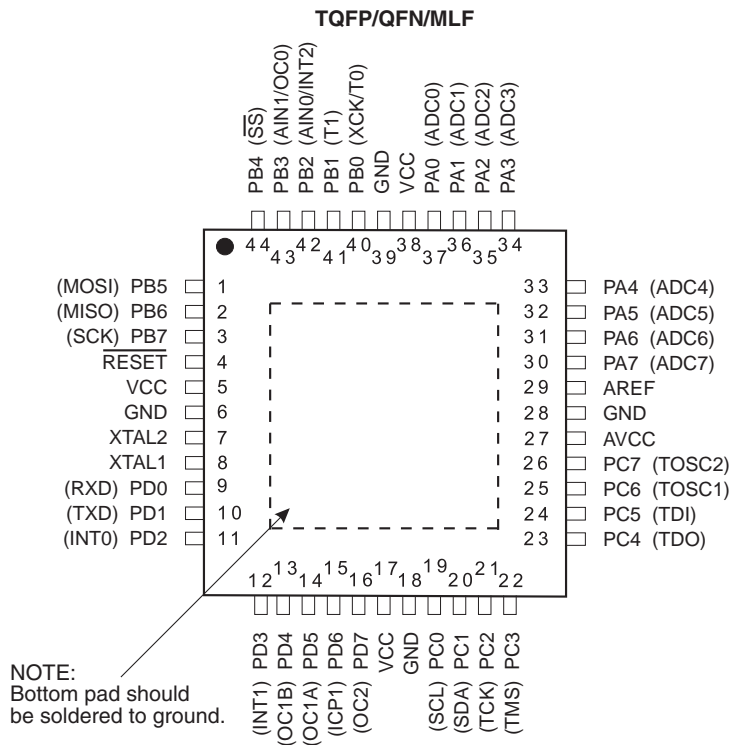 TQFP/QFN/MLF
PB4 (SS)
PB3 (AIN1/OC0)
PB2 (AIN0/INT2)
PB1 (T1)
PB0 (XCK/T0)
GND
VCC
PA0 (ADC0)
PA1 (ADC1)
PA2 (ADC2)
PA3 (ADC3)
44 43 42 41 40 39 38 37 36 35 34
(MOSI) PB5 1
(MISO) PB6 2
(SCK) PB7 3
RESET 4
VCC 5
GND 6
XTAL2 7
XTAL1 8
(RXD) PD0 9
(TXD) PD1 10
(INT0) PD2 11
33 PA4 (ADC4)
32 PA5 (ADC5)
31 PA6 (ADC6)
30 PA7 (ADC7)
29 AREF
28 GND
27 AVCC
26 PC7 (TOSC2)
25 PC6 (TOSC1)
24 PC5 (TDI)
23 PC4 (TDO)
12 13 14 15 16 17 18 19 20 21 22
(INT1) PD3
(OC1B) PD4
(OC1A) PD5
(ICP1) PD6
(OC2) PD7
VCC
GND
(SCL) PC0
(SDA) PC1
(TCK) PC2
(TMS) PC3
NOTE:
Bottom pad should
be soldered to ground.